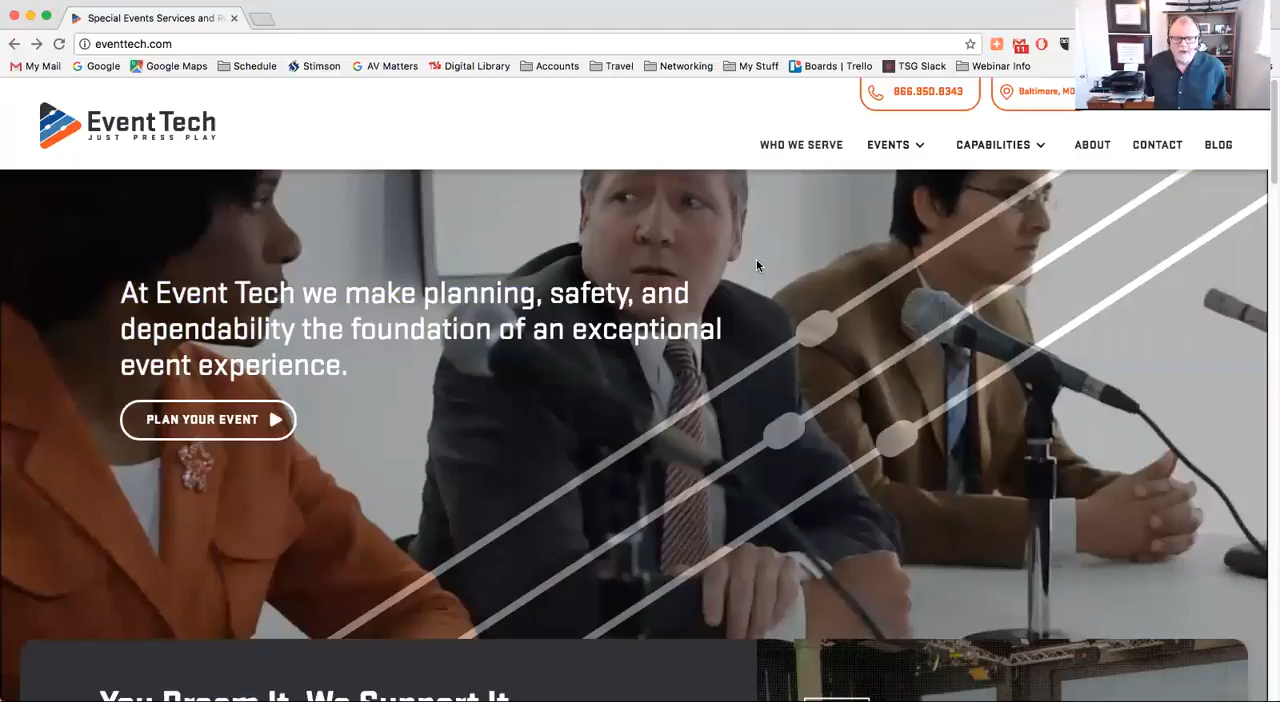 Special Events Services and R
eventtech.com
11
My Mail
Google
Google Maps
Schedule
Stimson
AV Matters
Digital Library
Accounts
Travel
Networking
My Stuff
Boards | Trello
TSG Slack
Webinar Info
866.950.8343
Baltimore, MD
Event Tech
JUST PRESS PLAY
WHO WE SERVE
EVENTS
CAPABILITIES
ABOUT
CONTACT
BLOG
At Event Tech we make planning, safety, and
dependability the foundation of an exceptional
event experience.
PLAN YOUR EVENT
You Dream It, We Support It